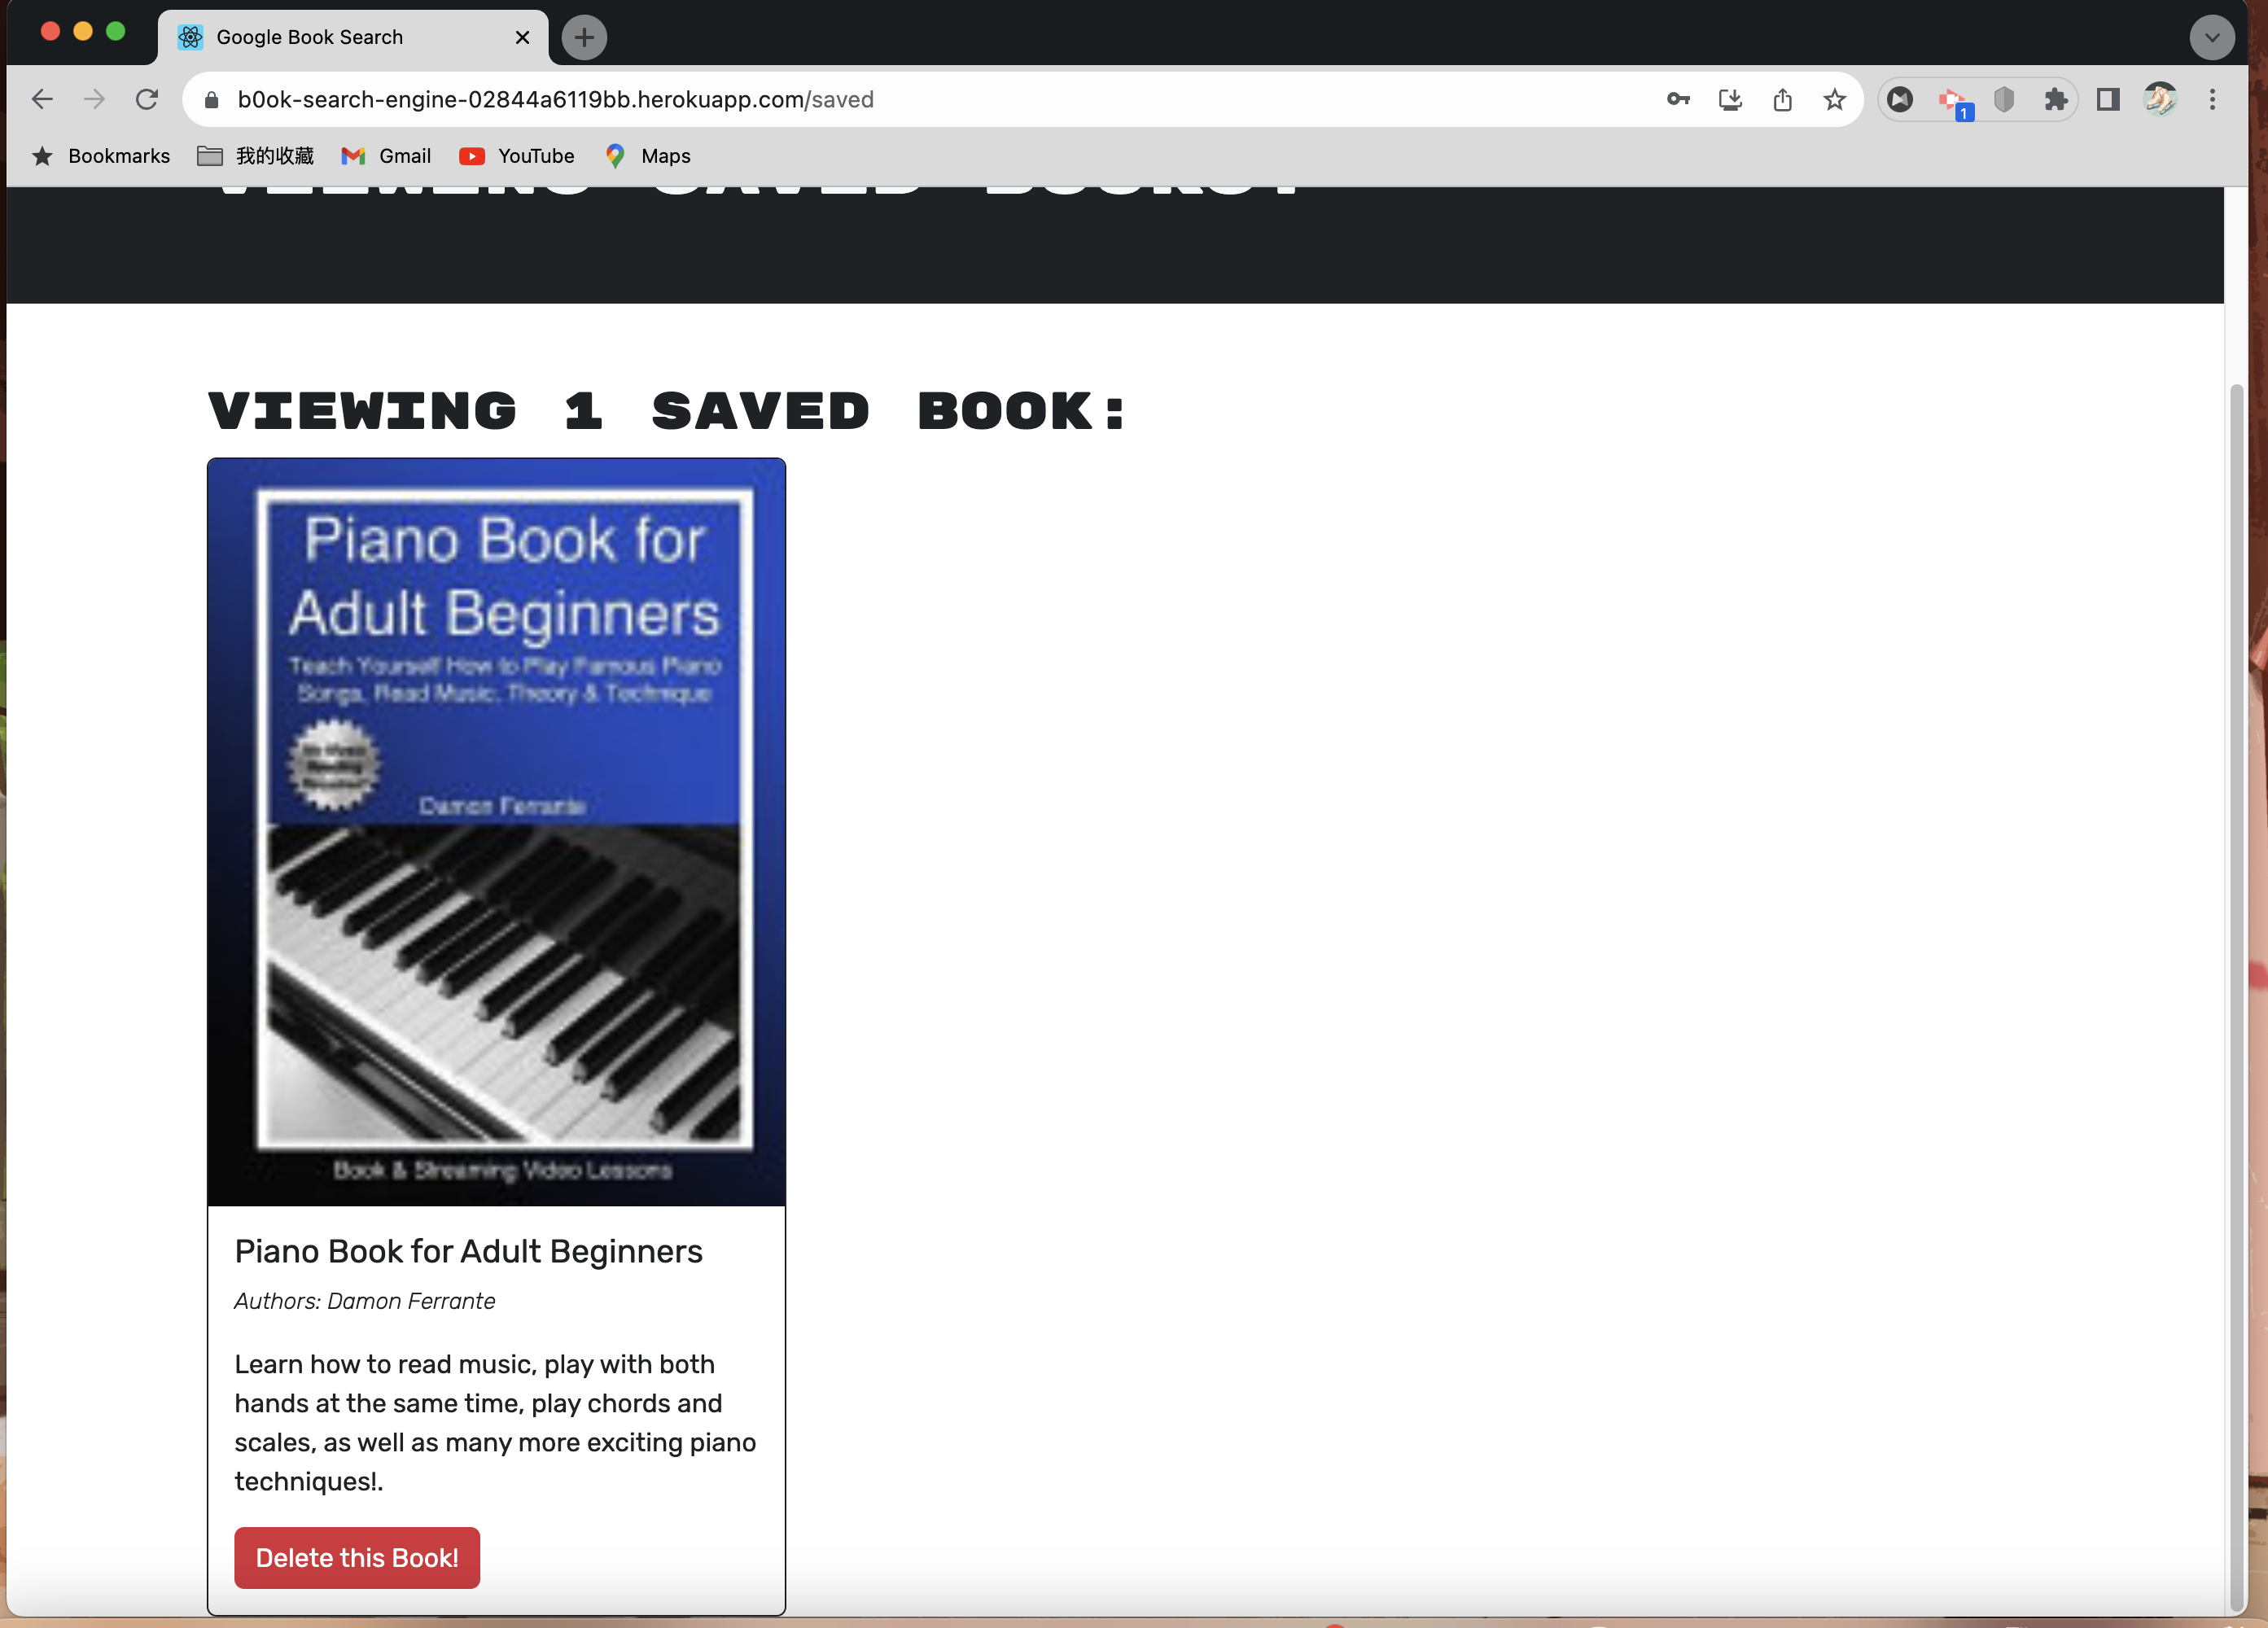 Google Book Search
b0ok-search-engine-02844a6119bb.herokuapp.com/saved
1
Bookmarks 我的收藏 Gmail YouTube Maps
VIEWING SAVED BOOKS!
VIEWING 1 SAVED BOOK:
Piano Book for
Adult Beginners
Teach Yourself How to Play Famous Piano
Songs, Read Music, Theory & Technique
Damon Ferrante
Book & Streaming Video Lessons
Piano Book for Adult Beginners
Authors: Damon Ferrante
Learn how to read music, play with both
hands at the same time, play chords and
scales, as well as many more exciting piano
techniques!.
Delete this Book!